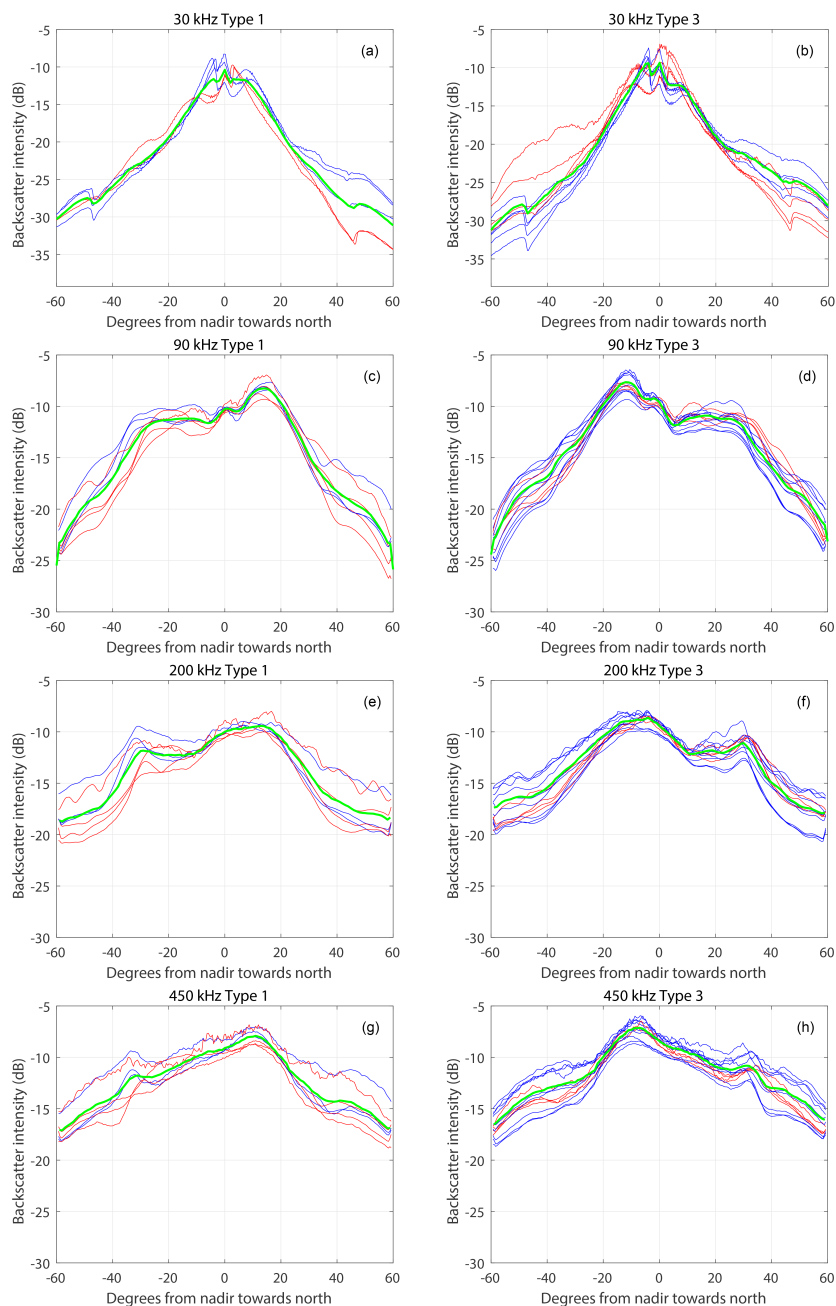 30 kHz Type 1
(a)
Backscatter intensity (dB)
-5
-10
-15
-20
-25
-30
-35
-60 -40 -20 0 20 40 60
Degrees from nadir towards north
30 kHz Type 3
(b)
Backscatter intensity (dB)
-5
-10
-15
-20
-25
-30
-35
-60 -40 -20 0 20 40 60
Degrees from nadir towards north
90 kHz Type 1
(c)
Backscatter intensity (dB)
-5
-10
-15
-20
-25
-30
-60 -40 -20 0 20 40 60
Degrees from nadir towards north
90 kHz Type 3
(d)
Backscatter intensity (dB)
-5
-10
-15
-20
-25
-30
-60 -40 -20 0 20 40 60
Degrees from nadir towards north
200 kHz Type 1
(e)
Backscatter intensity (dB)
-5
-10
-15
-20
-25
-30
-60 -40 -20 0 20 40 60
Degrees from nadir towards north
200 kHz Type 3
(f)
Backscatter intensity (dB)
-5
-10
-15
-20
-25
-30
-60 -40 -20 0 20 40 60
Degrees from nadir towards north
450 kHz Type 1
(g)
Backscatter intensity (dB)
-5
-10
-15
-20
-25
-30
-60 -40 -20 0 20 40 60
Degrees from nadir towards north
450 kHz Type 3
(h)
Backscatter intensity (dB)
-5
-10
-15
-20
-25
-30
-60 -40 -20 0 20 40 60
Degrees from nadir towards north